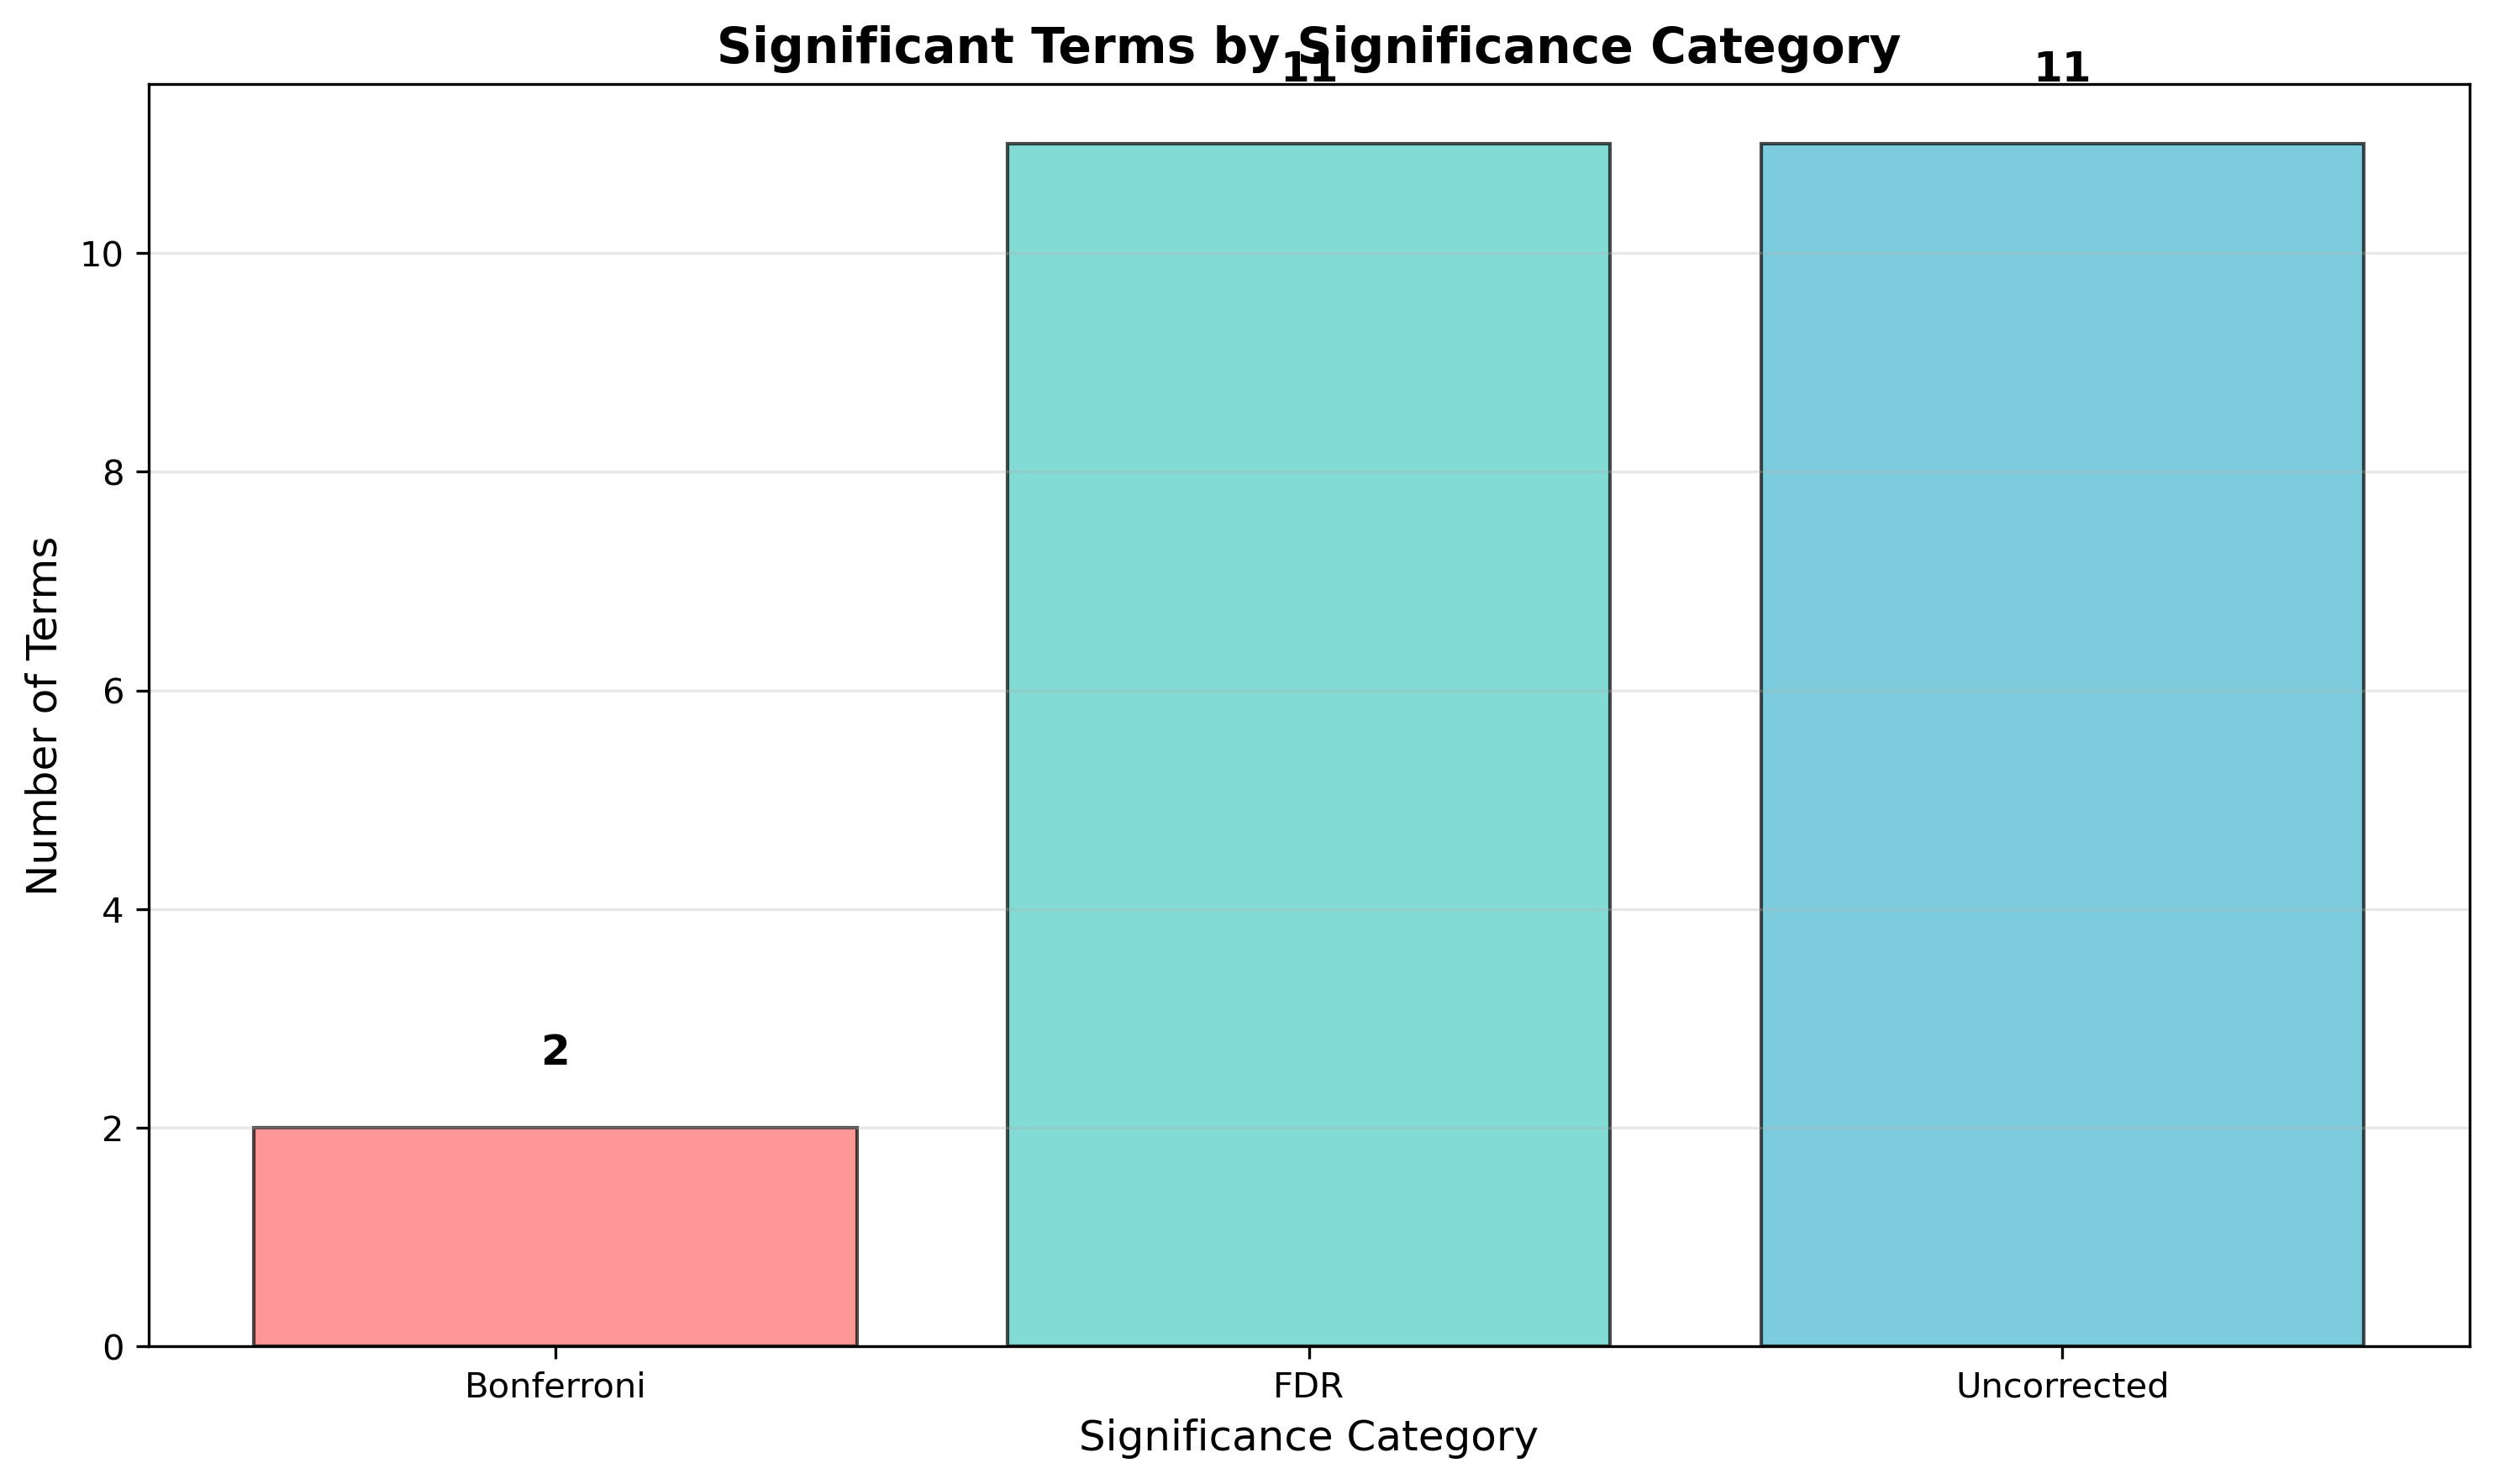 Significant Terms by Significance Category
11
11
10
8
6
4
2
2
0
Number of Terms
Bonferroni
FDR
Uncorrected
Significance Category